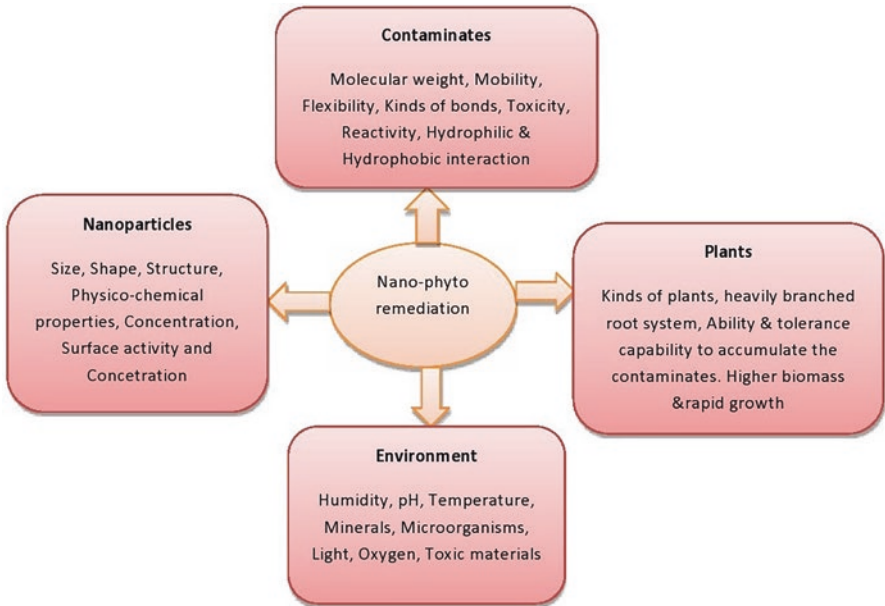 Contaminates
Molecular weight, Mobility,
Flexibility, Kinds of bonds, Toxicity,
Reactivity, Hydrophilic &
Hydrophobic interaction
Nanoparticles
Size, Shape, Structure,
Physico-chemical
properties, Concentration,
Surface activity and
Concetration
Nano-phyto
remediation
Plants
Kinds of plants, heavily branched
root system, Ability & tolerance
capability to accumulate the
contaminates. Higher biomass
&rapid growth
Environment
Humidity, pH, Temperature,
Minerals, Microorganisms,
Light, Oxygen, Toxic materials